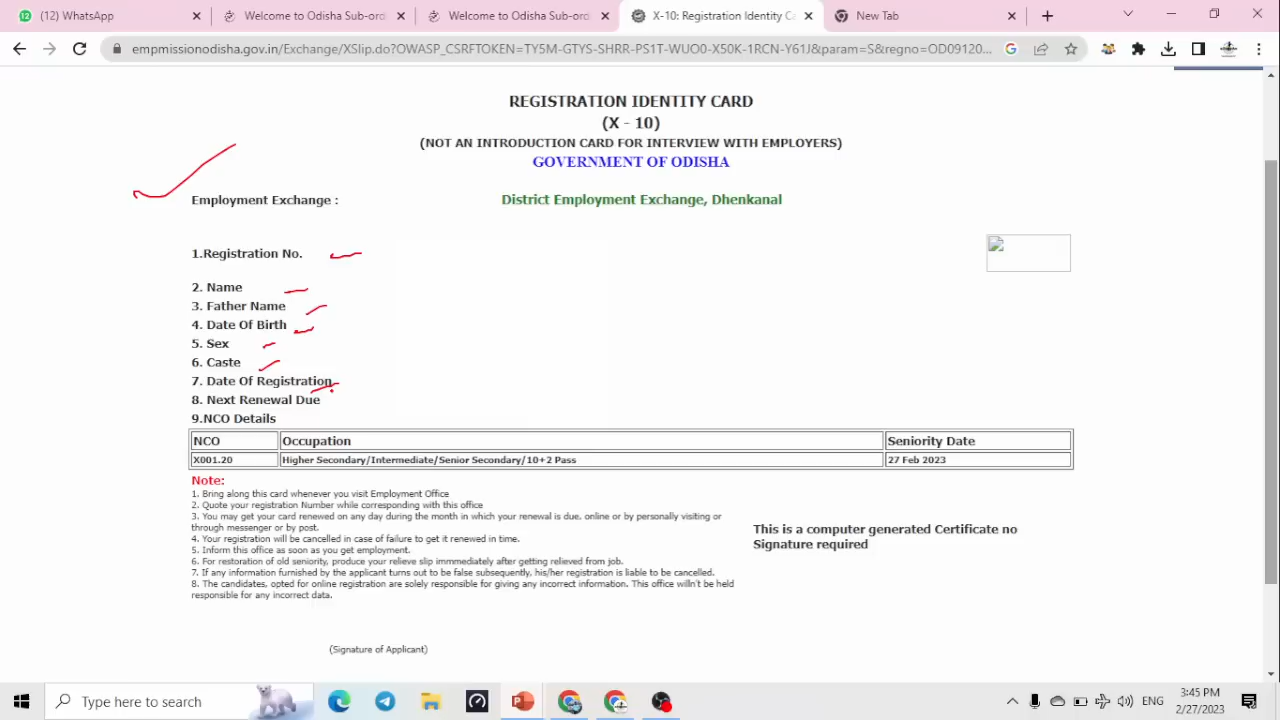 (12) WhatsApp
Welcome to Odisha Sub-ord
Welcome to Odisha Sub-ord
X-10: Registration Identity Ca
New Tab
empmissionodisha.gov.in/Exchange/XSlip.do?OWASP_CSRFTOKEN=TY5M-GTYS-SHRR-PS1T-WUO0-X50K-1RCN-Y61J&param=S&regno=OD09120...
REGISTRATION IDENTITY CARD
(X - 10)
(NOT AN INTRODUCTION CARD FOR INTERVIEW WITH EMPLOYERS)
GOVERNMENT OF ODISHA
Employment Exchange : District Employment Exchange, Dhenkanal
1.Registration No.
2. Name
3. Father Name
4. Date Of Birth
5. Sex
6. Caste
7. Date Of Registration
8. Next Renewal Due
9.NCO Details
NCO Occupation Seniority Date
X001.20 Higher Secondary/Intermediate/Senior Secondary/10+2 Pass 27 Feb 2023
Note:
1. Bring along this card whenever you visit Employment Office
2. Quote your registration Number while corresponding with this office
3. You may get your card renewed on any day during the month in which your renewal is due, online or by personally visiting or
through messenger or by post.
4. Your registration will be cancelled in case of failure to get it renewed in time.
5. Inform this office as soon as you get employment.
6. For restoration of old seniority, produce your relieve slip immmediately after getting relieved from job.
7. If any information furnished by the applicant turns out to be false subsequently, his/her registration is liable to be cancelled.
8. The candidates, opted for online registration are solely responsible for giving any incorrect information. This office willn't be held
responsible for any incorrect data.
This is a computer generated Certificate no
Signature required
(Signature of Applicant)
Type here to search
ENG
3:45 PM
2/27/2023